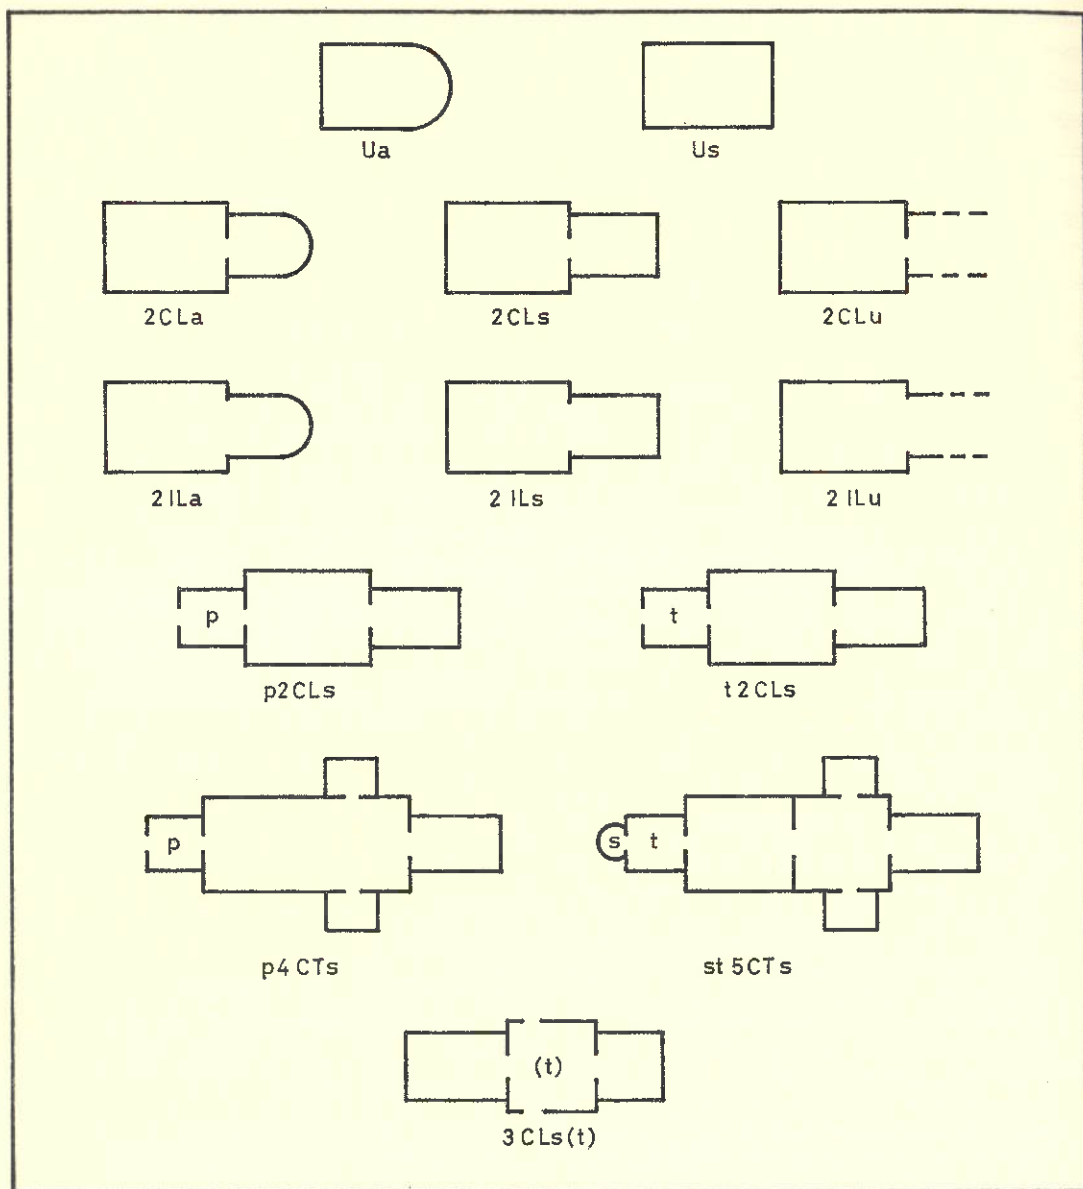 Ua Us
2CLa 2CLs 2CLu
2ILa 2ILs 2ILu
p t
p2CLs t2CLs
p s t
p4CTs st5CTs
(t)
3CLs(t)